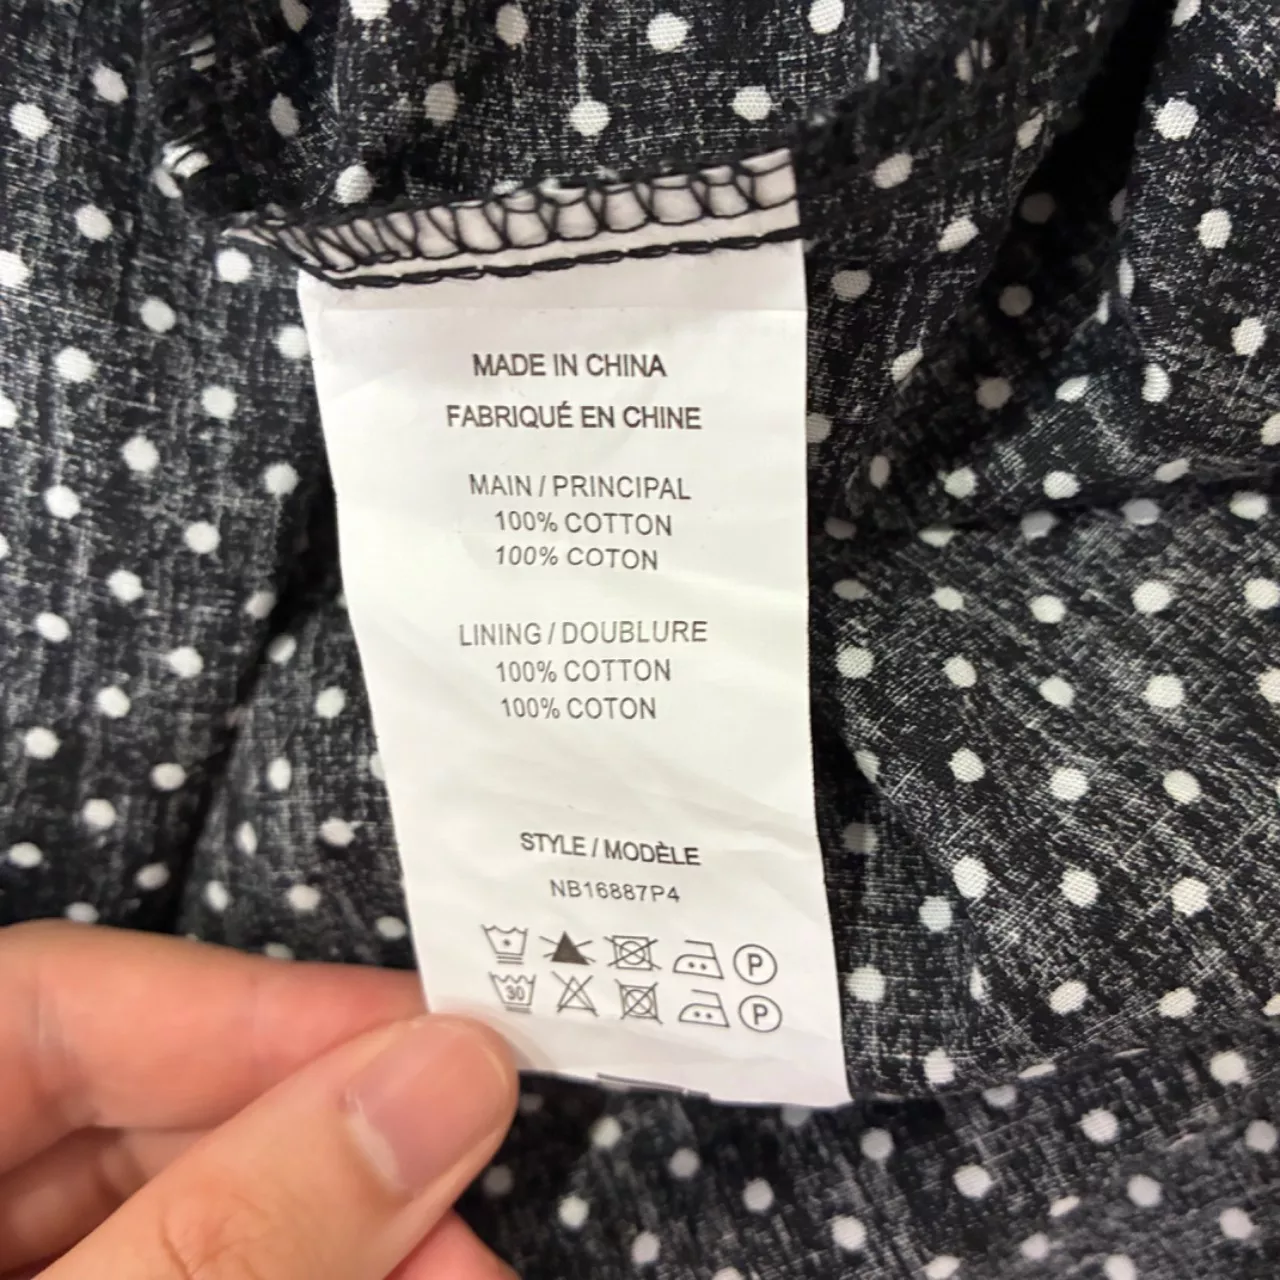 MADE IN CHINA
FABRIQUÉ EN CHINE
MAIN / PRINCIPAL
100% COTTON
100% COTON
LINING / DOUBLURE
100% COTTON
100% COTON
STYLE / MODÈLE
NB16887P4
P
30 P